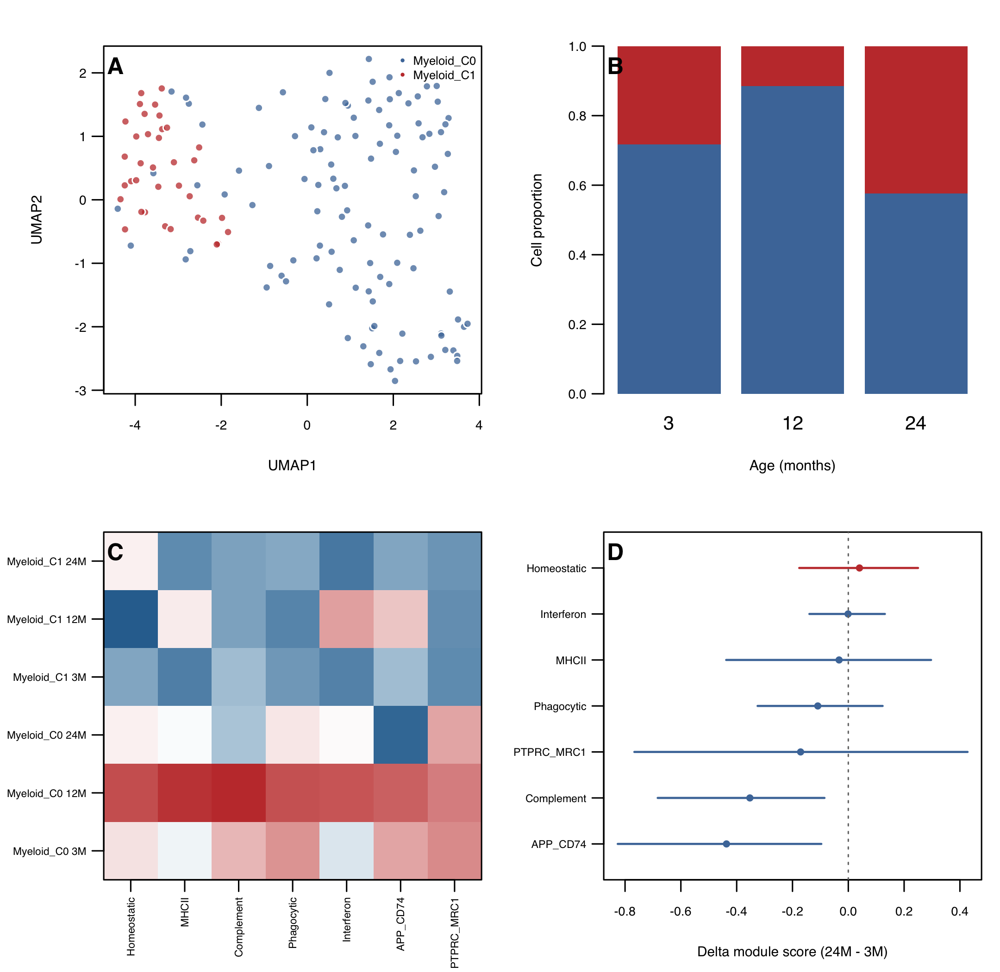 A
Myeloid_C0
Myeloid_C1
2
1
0
-1
-2
-3
UMAP2
-4
-2
0
2
4
UMAP1
B
1.0
0.8
0.6
0.4
0.2
0.0
Cell proportion
3
12
24
Age (months)
C
Myeloid_C1 24M
Myeloid_C1 12M
Myeloid_C1 3M
Myeloid_C0 24M
Myeloid_C0 12M
Myeloid_C0 3M
Homeostatic
MHCII
Complement
Phagocytic
Interferon
APP_CD74
PTPRC_MRC1
D
Homeostatic
Interferon
MHCII
Phagocytic
PTPRC_MRC1
Complement
APP_CD74
-0.8
-0.6
-0.4
-0.2
0.0
0.2
0.4
Delta module score (24M - 3M)